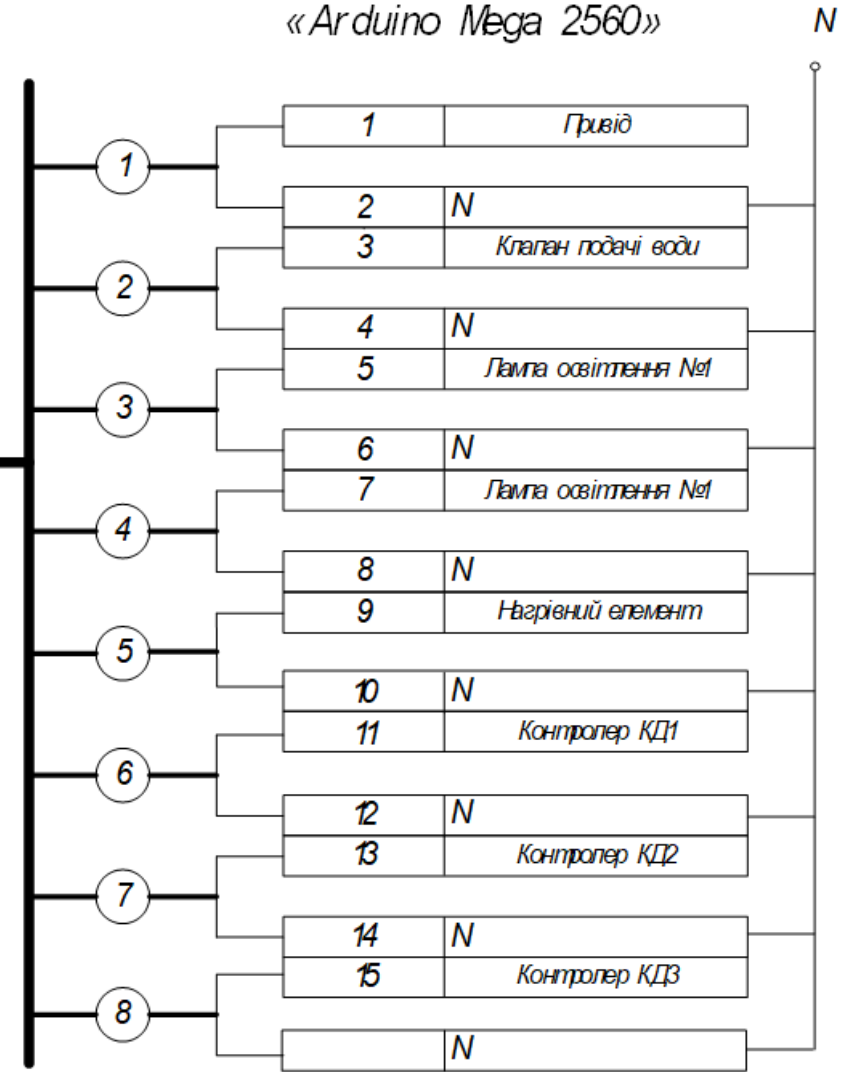 «Arduino Mega 2560» N
1 Привід
1
2 N
3 Клапан подачі води
2
4 N
5 Лампа освітлення №1
3
6 N
7 Лампа освітлення №1
4
8 N
9 Нагрівний елемент
5
10 N
11 Контролер КД1
6
12 N
13 Контролер КД2
7
14 N
15 Контролер КД3
8
N